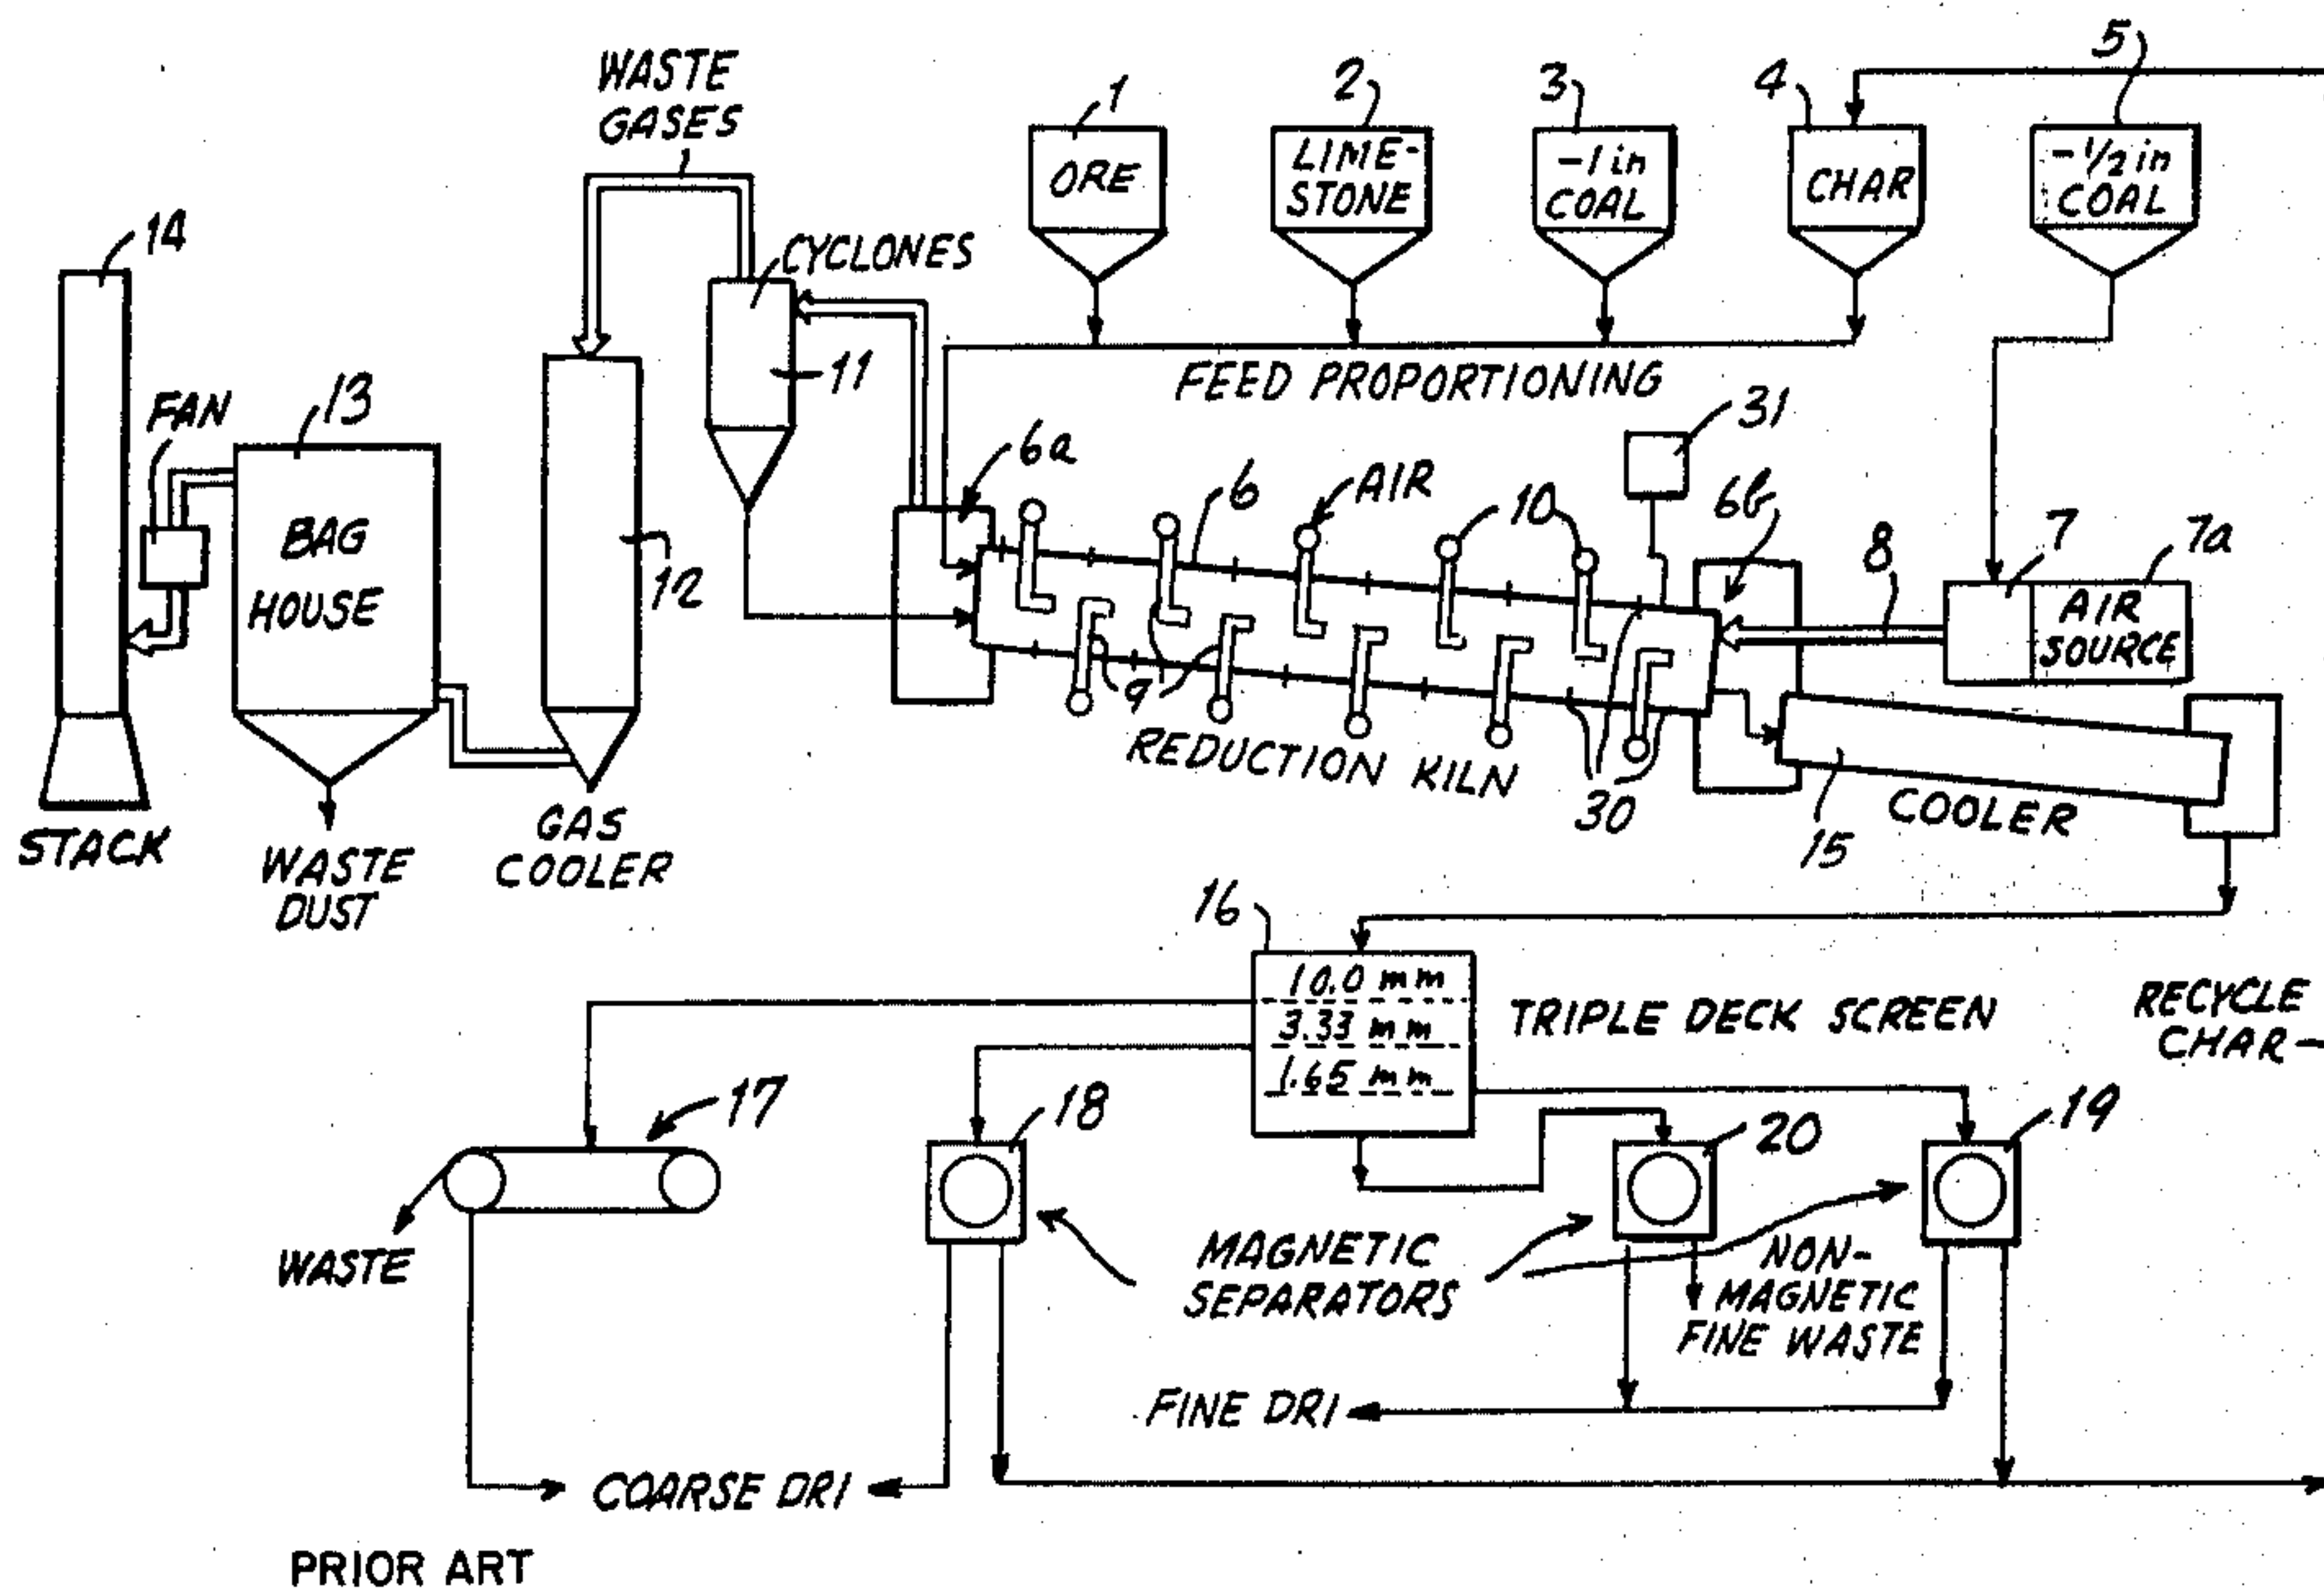 WASTE
GASES
1
2
3
4
5
ORE
LIME-
STONE
-1 in
COAL
CHAR
-1/2 in
COAL
14
CYCLONES
11
FEED PROPORTIONING
FAN
13
6a
6
AIR
10
31
6b
8
7
7a
BAG
HOUSE
12
9
AIR
SOURCE
REDUCTION KILN
30
COOLER
15
STACK
WASTE
DUST
GAS
COOLER
16
10.0 mm
3.33 mm
1.65 mm
TRIPLE DECK SCREEN
RECYCLE
CHAR
17
18
20
19
WASTE
MAGNETIC
SEPARATORS
NON-
MAGNETIC
FINE WASTE
FINE DRI
COARSE DRI
PRIOR ART